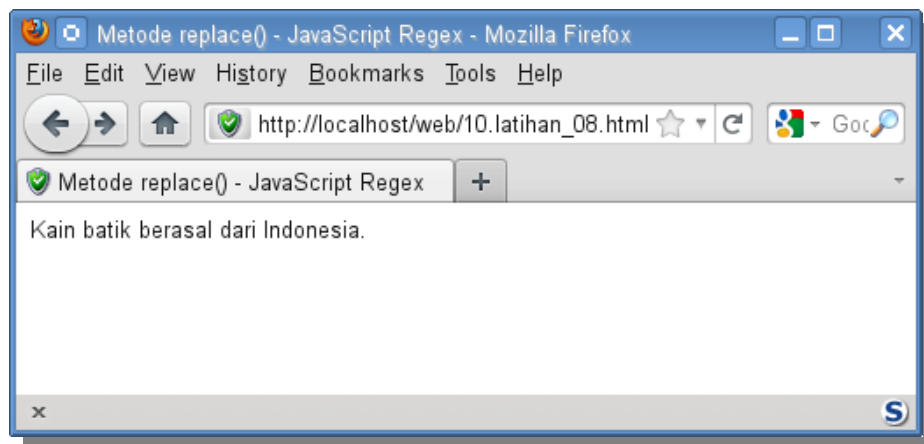 Metode replace() - JavaScript Regex - Mozilla Firefox
File Edit View History Bookmarks Tools Help
http://localhost/web/10.latihan_08.html Goo
Metode replace() - JavaScript Regex
Kain batik berasal dari Indonesia.
x S